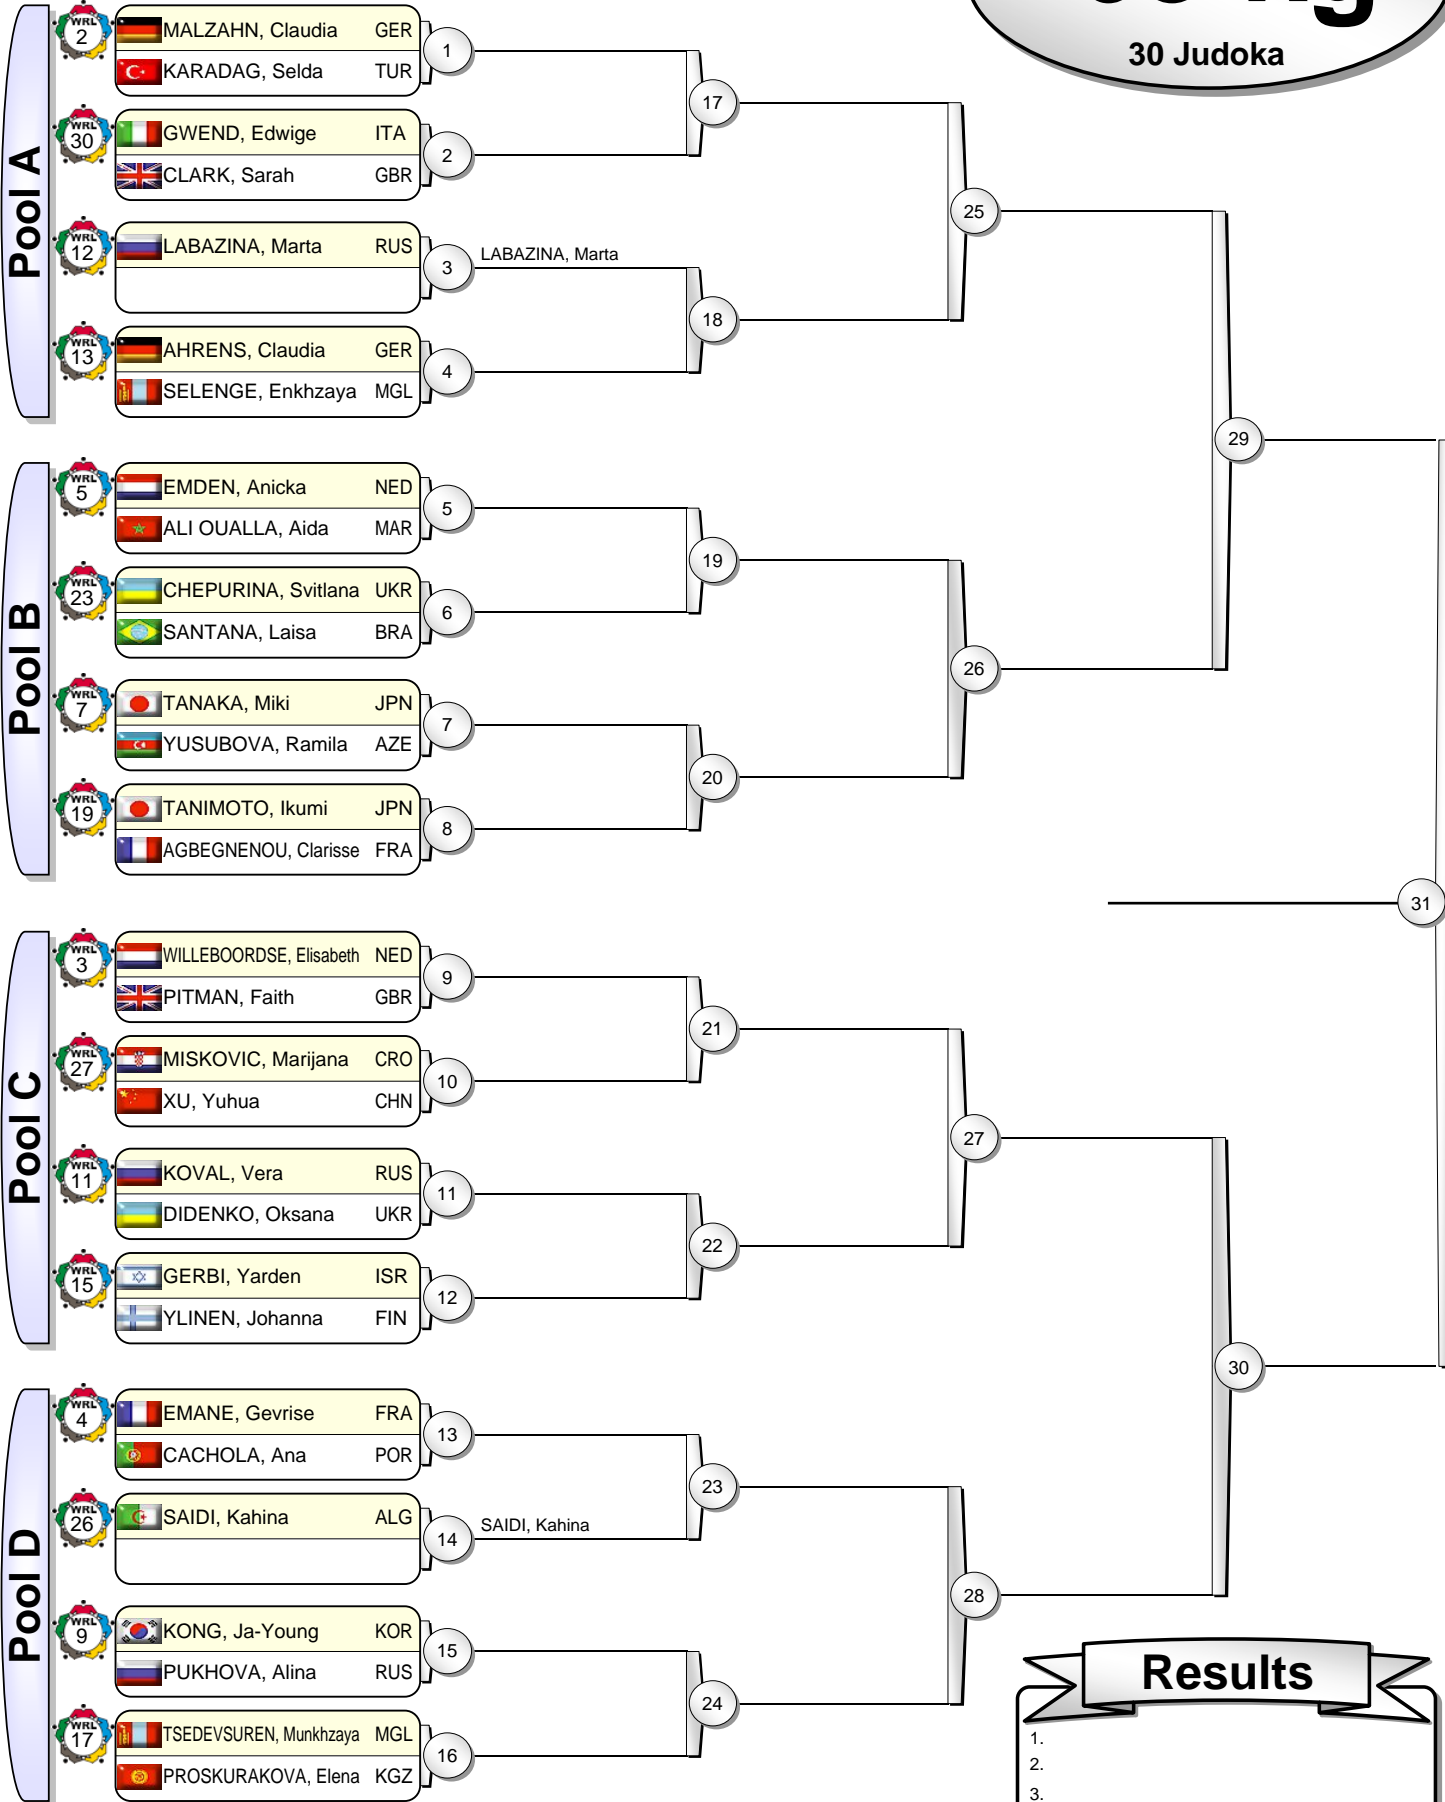 30 Judoka
Pool A
WRL 2
MALZAHN, Claudia GER
KARADAG, Selda TUR
1
WRL 30
GWEND, Edwige ITA
CLARK, Sarah GBR
2
17
WRL 12
LABAZINA, Marta RUS
3
LABAZINA, Marta
WRL 13
AHRENS, Claudia GER
SELENGE, Enkhzaya MGL
4
18
25
Pool B
WRL 5
EMDEN, Anicka NED
ALI OUALLA, Aida MAR
5
WRL 23
CHEPURINA, Svitlana UKR
SANTANA, Laisa BRA
6
19
WRL 7
TANAKA, Miki JPN
YUSUBOVA, Ramila AZE
7
WRL 19
TANIMOTO, Ikumi JPN
AGBEGNENOU, Clarisse FRA
8
20
26
29
31
Pool C
WRL 3
WILLEBOORDSE, Elisabeth NED
PITMAN, Faith GBR
9
WRL 27
MISKOVIC, Marijana CRO
XU, Yuhua CHN
10
21
WRL 11
KOVAL, Vera RUS
DIDENKO, Oksana UKR
11
WRL 15
GERBI, Yarden ISR
YLINEN, Johanna FIN
12
22
27
Pool D
WRL 4
EMANE, Gevrise FRA
CACHOLA, Ana POR
13
WRL 26
SAIDI, Kahina ALG
14
SAIDI, Kahina
23
WRL 9
KONG, Ja-Young KOR
PUKHOVA, Alina RUS
15
WRL 17
TSEDEVSUREN, Munkhzaya MGL
PROSKURAKOVA, Elena KGZ
16
24
28
30
Results
1.
2.
3.